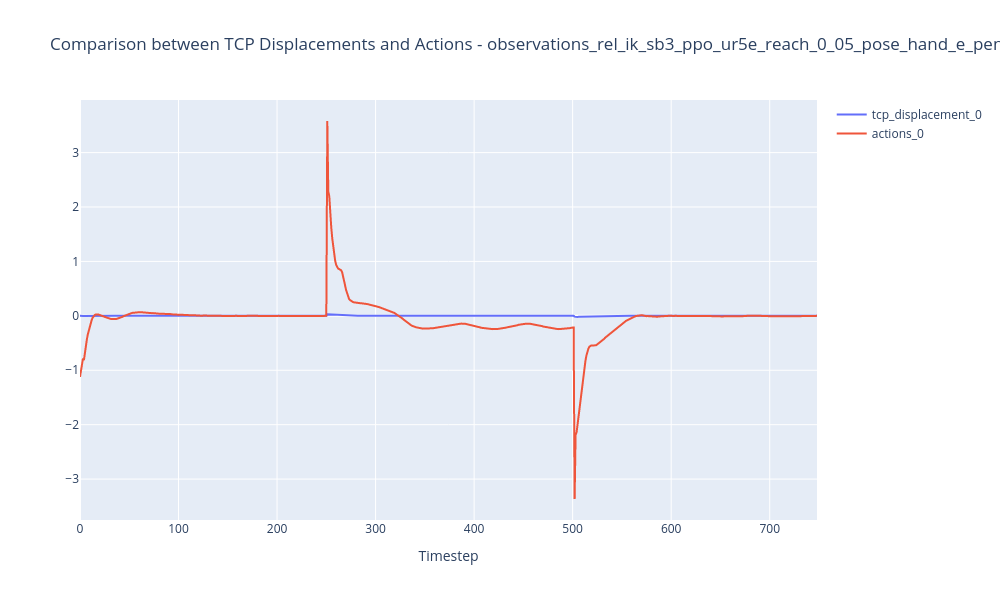 Comparison between TCP Displacements and Actions - observations_rel_ik_sb3_ppo_ur5e_reach_0_05_pose_hand_e_per
tcp_displacement_0
actions_0
3
2
1
0
−1
−2
−3
0 100 200 300 400 500 600 700
Timestep